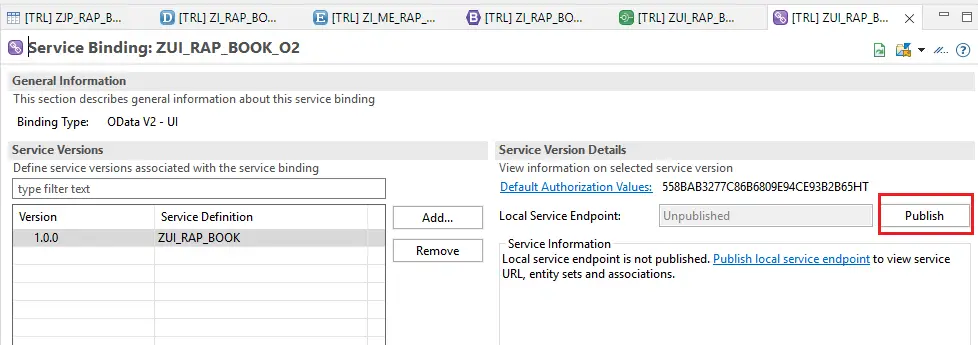 [TRL] ZJP_RAP_B...
[TRL] ZI_RAP_BO...
[TRL] ZI_ME_RAP_...
[TRL] ZI_RAP_BO...
[TRL] ZUI_RAP_B...
[TRL] ZUI_RAP_B...
Service Binding: ZUI_RAP_BOOK_O2
General Information
This section describes general information about this service binding
Binding Type: OData V2 - UI
Service Versions
Define service versions associated with the service binding
type filter text
Version Service Definition
1.0.0 ZUI_RAP_BOOK
Add...
Remove
Service Version Details
View information on selected service version
Default Authorization Values: 558BAB3277C86B6809E94CE93B2B65HT
Local Service Endpoint: Unpublished Publish
Service Information
Local service endpoint is not published. Publish local service endpoint to view service
URL, entity sets and associations.